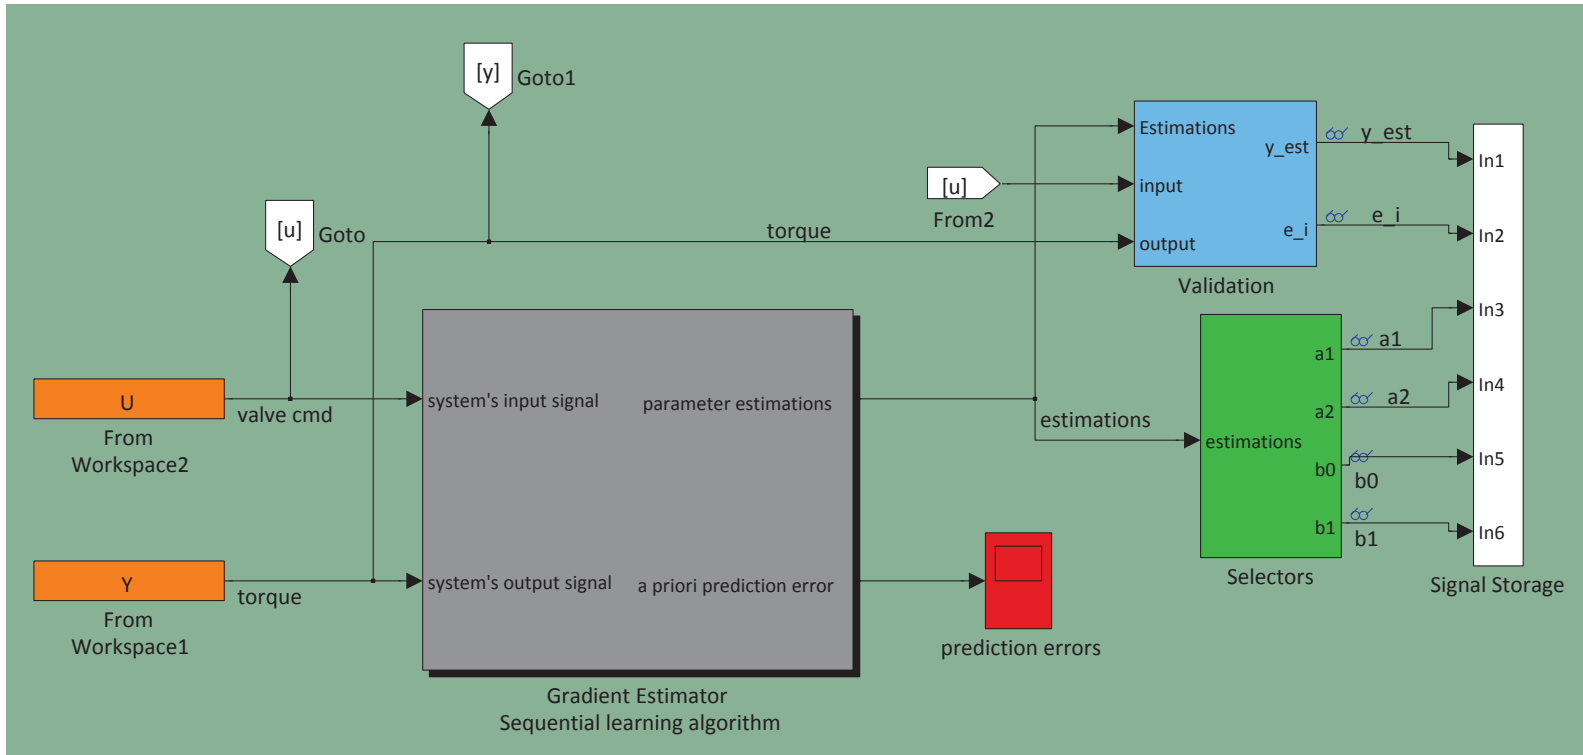 [y]
Goto1
[u]
Goto
torque
[u]
From2
Estimations
input
output
y_est
e_i
Validation
y_est
e_i
U
valve cmd
From
Workspace2
Y
torque
From
Workspace1
system's input signal
parameter estimations
system's output signal
a priori prediction error
Gradient Estimator
Sequential learning algorithm
estimations
prediction errors
estimations
a1
a2
b0
b1
Selectors
a1
a2
b0
b1
In1
In2
In3
In4
In5
In6
Signal Storage